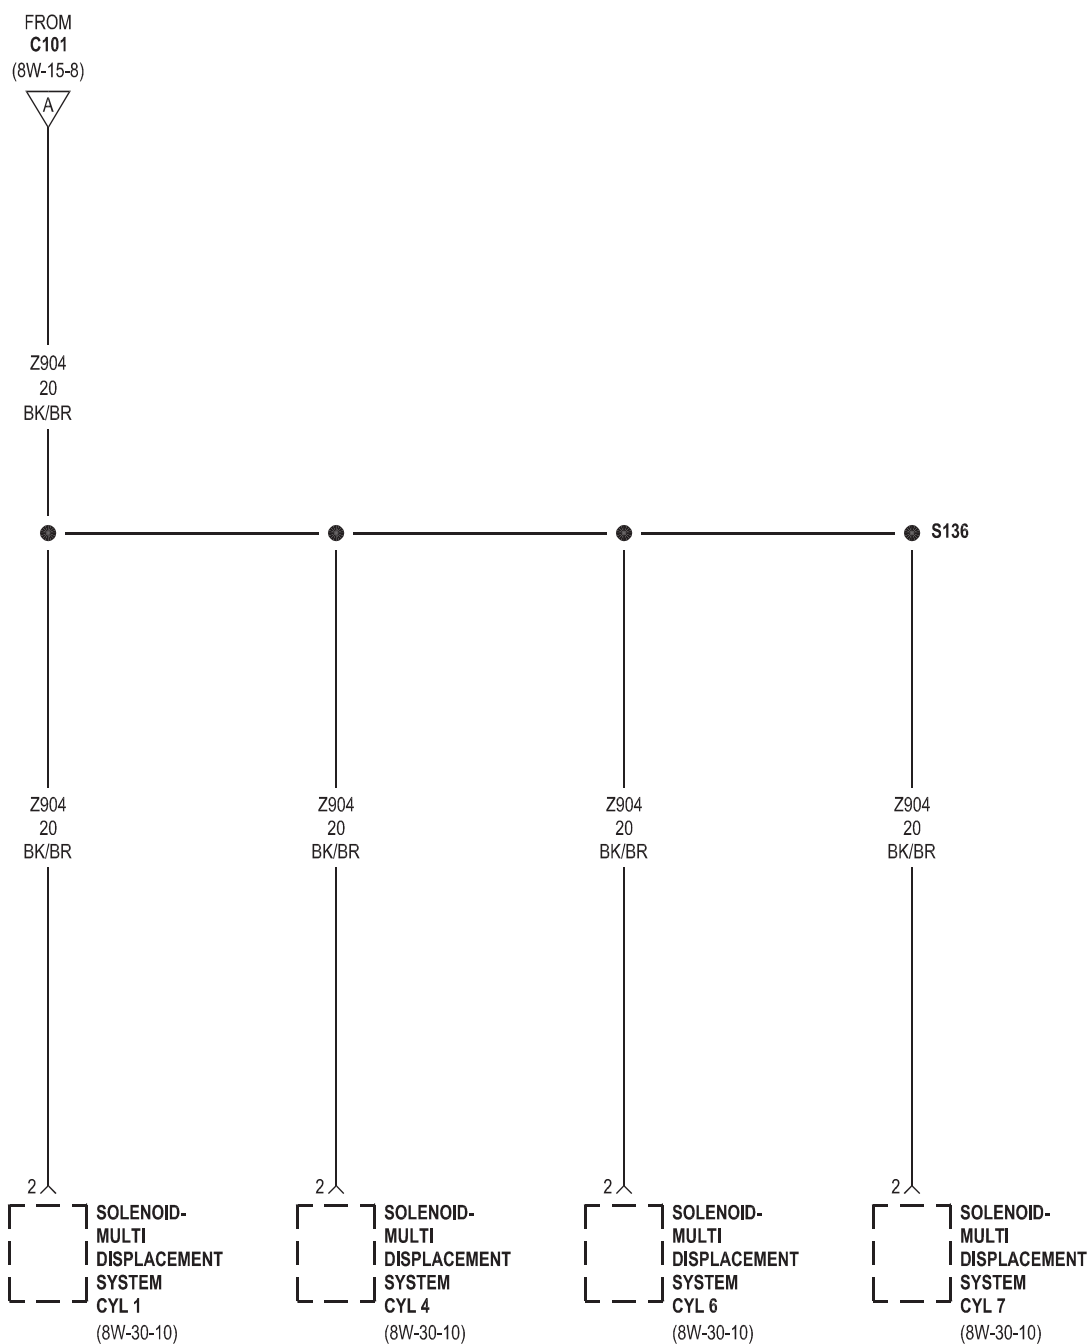 FROM
C101
(8W-15-8)
A
Z904
20
BK/BR
S136
Z904
20
BK/BR
Z904
20
BK/BR
Z904
20
BK/BR
Z904
20
BK/BR
2
SOLENOID-
MULTI
DISPLACEMENT
SYSTEM
CYL 1
(8W-30-10)
2
SOLENOID-
MULTI
DISPLACEMENT
SYSTEM
CYL 4
(8W-30-10)
2
SOLENOID-
MULTI
DISPLACEMENT
SYSTEM
CYL 6
(8W-30-10)
2
SOLENOID-
MULTI
DISPLACEMENT
SYSTEM
CYL 7
(8W-30-10)